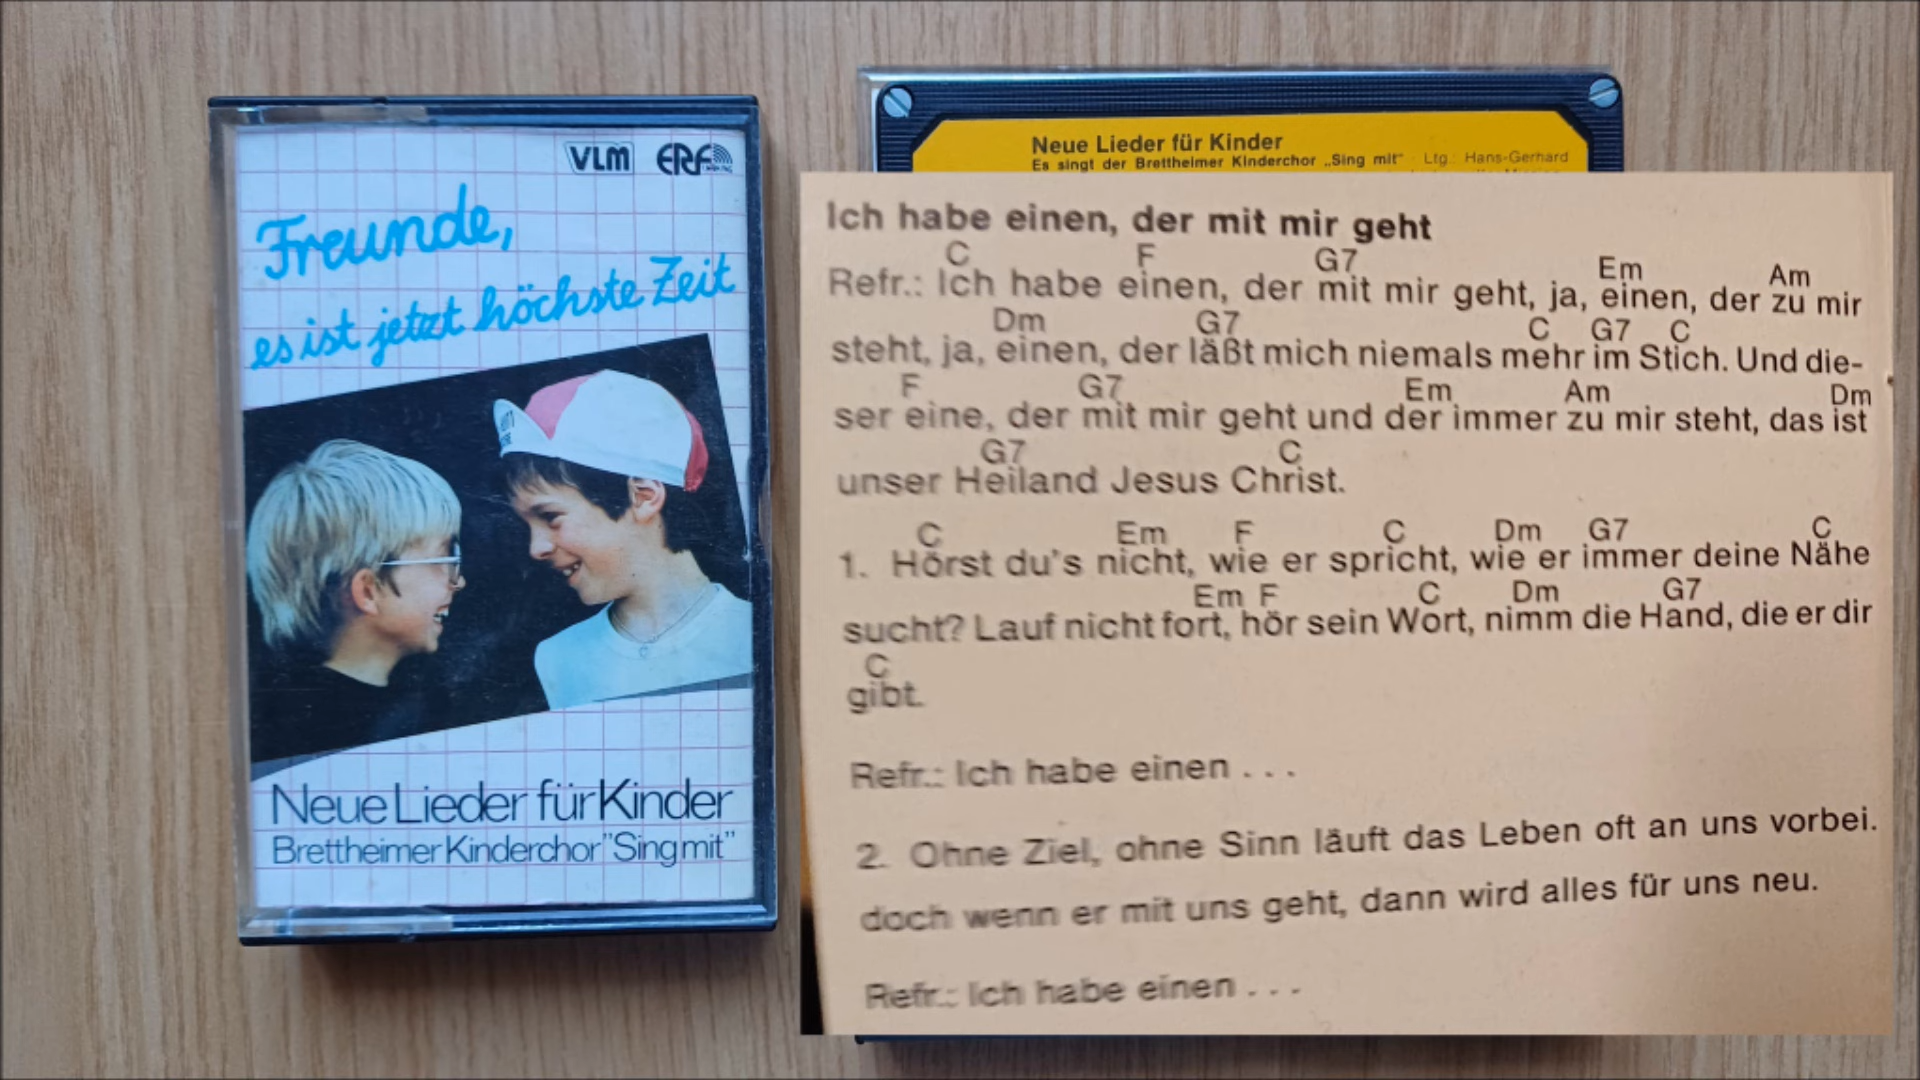 VLM ERF
Freunde,
es ist jetzt höchste Zeit
Neue Lieder für Kinder
Brettheimer Kinderchor "Sing mit"
Neue Lieder für Kinder
Es singt der Brettheimer Kinderchor „Sing mit“ · Ltg.: Hans-Gerhard
Ich habe einen, der mit mir geht
C F G7 Em Am
Refr.: Ich habe einen, der mit mir geht, ja, einen, der zu mir
Dm G7 C G7 C
steht, ja, einen, der läßt mich niemals mehr im Stich. Und die-
F G7 Em Am Dm
ser eine, der mit mir geht und der immer zu mir steht, das ist
G7 C
unser Heiland Jesus Christ.
C Em F C Dm G7 C
1. Hörst du's nicht, wie er spricht, wie er immer deine Nähe
Em F C Dm G7
sucht? Lauf nicht fort, hör sein Wort, nimm die Hand, die er dir
C
gibt.
Refr.: Ich habe einen . . .
2. Ohne Ziel, ohne Sinn läuft das Leben oft an uns vorbei.
doch wenn er mit uns geht, dann wird alles für uns neu.
Refr.: Ich habe einen . . .